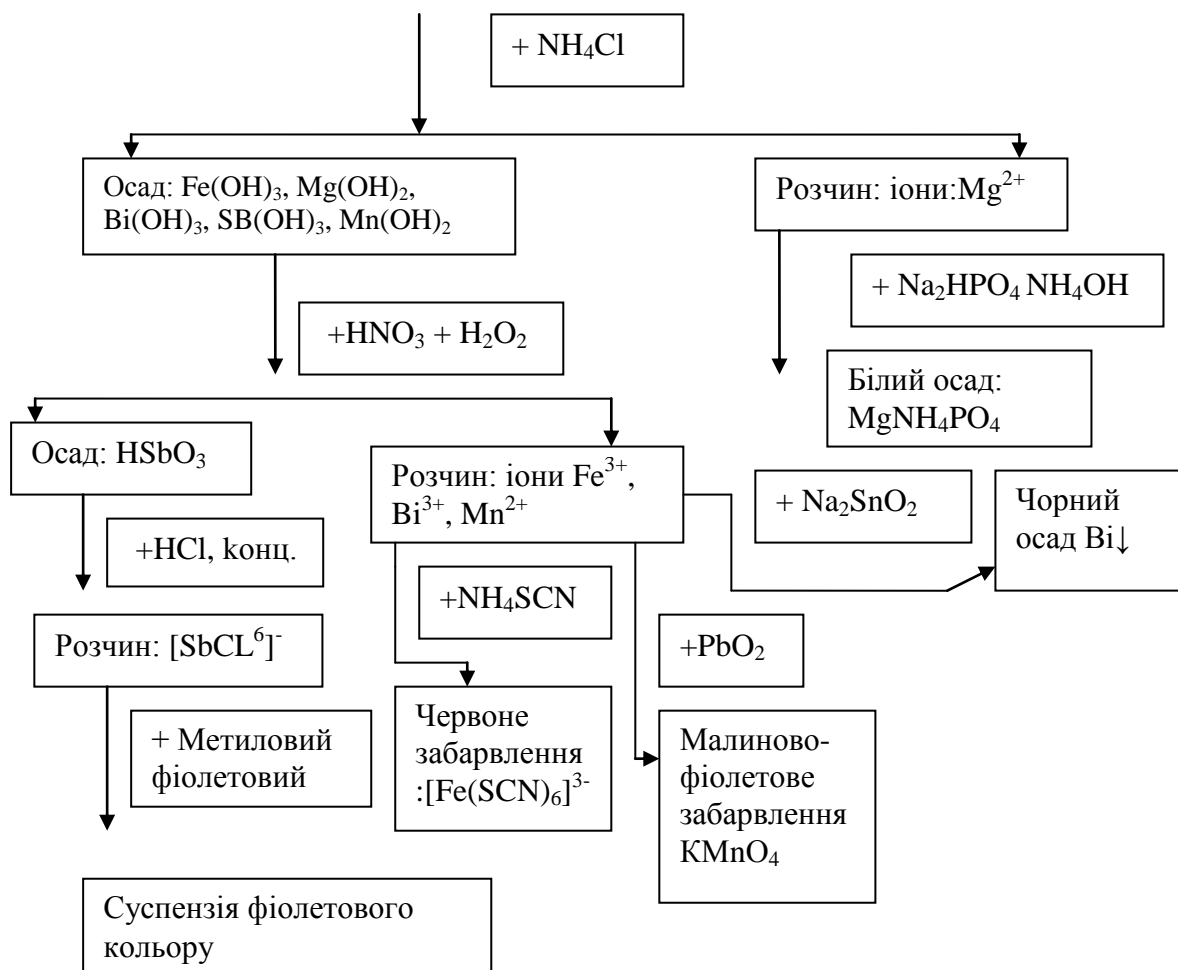 + NH₄Cl
Осад: Fe(OH)₃, Mg(OH)₂,
Bi(OH)₃, SB(OH)₃, Mn(OH)₂
Розчин: іони:Mg²⁺
+ Na₂HPO₄ NH₄OH
+HNO₃ + H₂O₂
Білий осад:
MgNH₄PO₄
Осад: HSbO₃
Розчин: іони Fe³⁺,
Bi³⁺, Mn²⁺
+ Na₂SnO₂
Чорний
осад Bi↓
+HCl, конц.
+NH₄SCN
Розчин: [SbCL⁶]⁻
+PbO₂
+ Метиловий
фіолетовий
Червоне
забарвлення
:[Fe(SCN)₆]³⁻
Малиново-
фіолетове
забарвлення
KMnO₄
Суспензія фіолетового
кольору